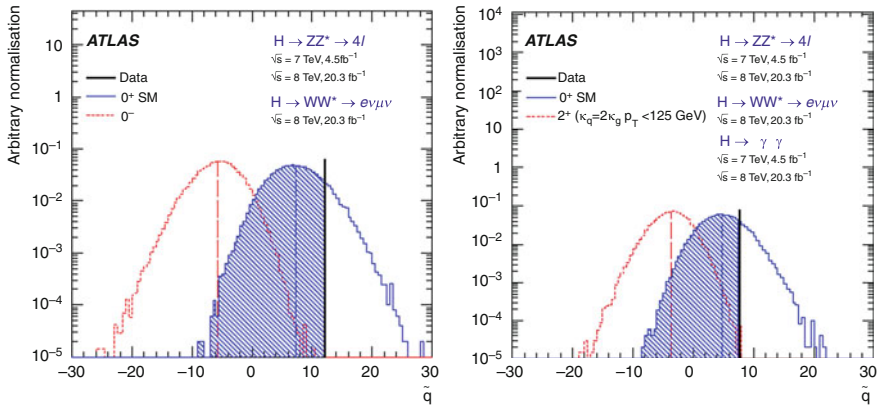 ATLAS
H → ZZ* → 4l
√s = 7 TeV, 4.5fb⁻¹
√s = 8 TeV, 20.3 fb⁻¹
H → WW* → eνμν
√s = 8 TeV, 20.3 fb⁻¹
Data
0⁺ SM
0⁻
Arbitrary normalisation
10
1
10⁻¹
10⁻²
10⁻³
10⁻⁴
10⁻⁵
−30 −20 −10 0 10 20 30
q̃
ATLAS
H → ZZ* → 4l
√s = 7 TeV, 4.5 fb⁻¹
√s = 8 TeV, 20.3 fb⁻¹
H → WW* → eνμν
√s = 8 TeV, 20.3 fb⁻¹
H → γ γ
√s = 7 TeV, 4.5 fb⁻¹
√s = 8 TeV, 20.3 fb⁻¹
Data
0⁺ SM
2⁺ (κq=2κg pT <125 GeV)
Arbitrary normalisation
10⁴
10³
10²
10
1
10⁻¹
10⁻²
10⁻³
10⁻⁴
10⁻⁵
−30 −20 −10 0 10 20 30
q̃